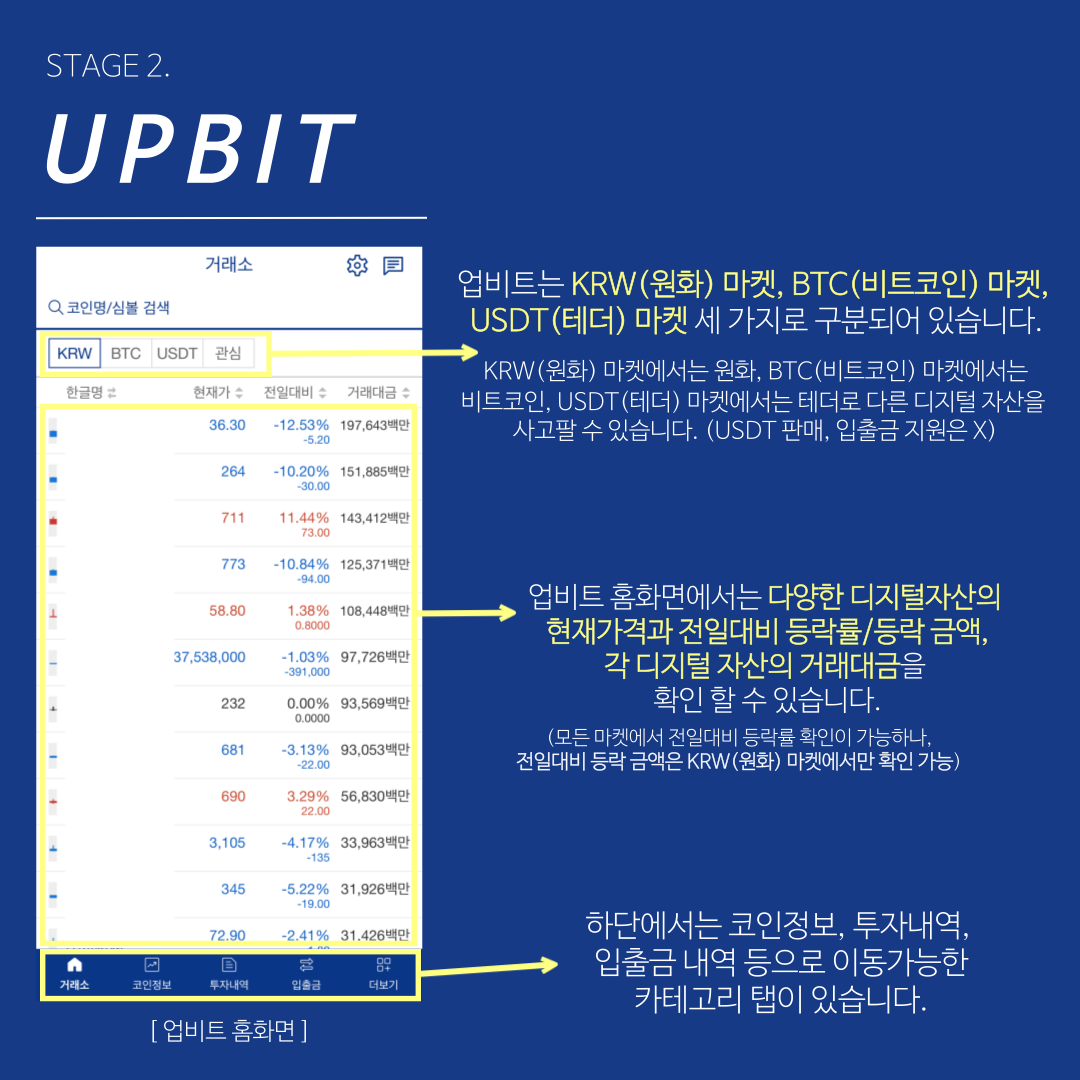 STAGE 2.
UPBIT
거래소
코인명/심볼 검색
KRW BTC USDT 관심
한글명 현재가 전일대비 거래대금
36.30 -12.53% 197,643백만
-5.20
264 -10.20% 151,885백만
-30.00
711 11.44% 143,412백만
73.00
773 -10.84% 125,371백만
-94.00
58.80 1.38% 108,448백만
0.8000
37,538,000 -1.03% 97,726백만
-391,000
232 0.00% 93,569백만
0.0000
681 -3.13% 93,053백만
-22.00
690 3.29% 56,830백만
22.00
3,105 -4.17% 33,963백만
-135
345 -5.22% 31,926백만
-19.00
72.90 -2.41% 31,426백만
거래소 코인정보 투자내역 입출금 더보기
[ 업비트 홈화면 ]
업비트는 KRW(원화) 마켓, BTC(비트코인) 마켓,
USDT(테더) 마켓 세 가지로 구분되어 있습니다.
KRW(원화) 마켓에서는 원화, BTC(비트코인) 마켓에서는
비트코인, USDT(테더) 마켓에서는 테더로 다른 디지털 자산을
사고팔 수 있습니다. (USDT 판매, 입출금 지원은 X)
업비트 홈화면에서는 다양한 디지털자산의
현재가격과 전일대비 등락률/등락 금액,
각 디지털 자산의 거래대금을
확인 할 수 있습니다.
(모든 마켓에서 전일대비 등락률 확인이 가능하나,
전일대비 등락 금액은 KRW(원화) 마켓에서만 확인 가능)
하단에서는 코인정보, 투자내역,
입출금 내역 등으로 이동가능한
카테고리 탭이 있습니다.